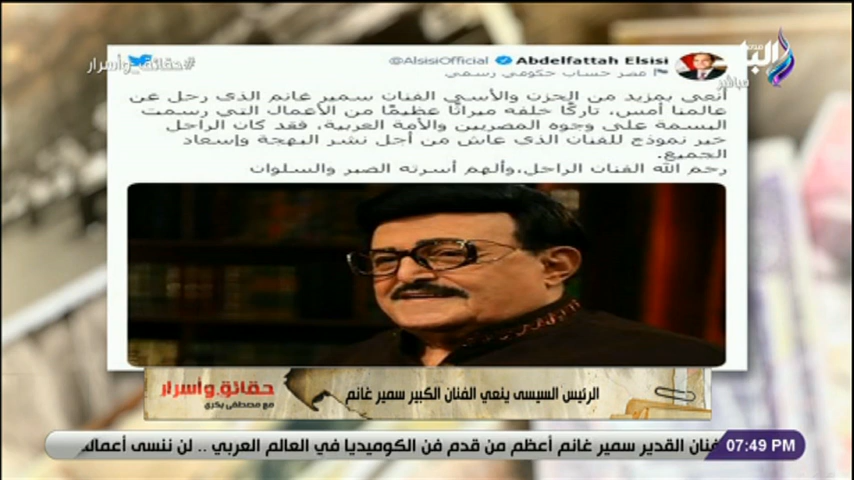 #حقائق_وأسرار
@AlsisiOfficial Abdelfattah Elsisi
مصر حساب حكومي رسمي
صدى البلد
مباشر
أنعى بمزيد من الحزن والأسى الفنان سمير غانم الذى رحل عن
عالمنا أمس، تاركًا خلفه ميراثًا عظيمًا من الأعمال التي رسمت
البسمة على وجوه المصريين والأمة العربية، فقد كان الراحل
خير نموذج للفنان الذى عاش من أجل نشر البهجة وإسعاد
الجميع.
رحم الله الفنان الراحل،وألهم أسرته الصبر والسلوان
الرئيس السيسى ينعي الفنان الكبير سمير غانم
حقائق وأسرار
مع مصطفى بكري
فنان القدير سمير غانم أعظم من قدم فن الكوميديا في العالم العربي .. لن ننسى أعماله
07:49 PM